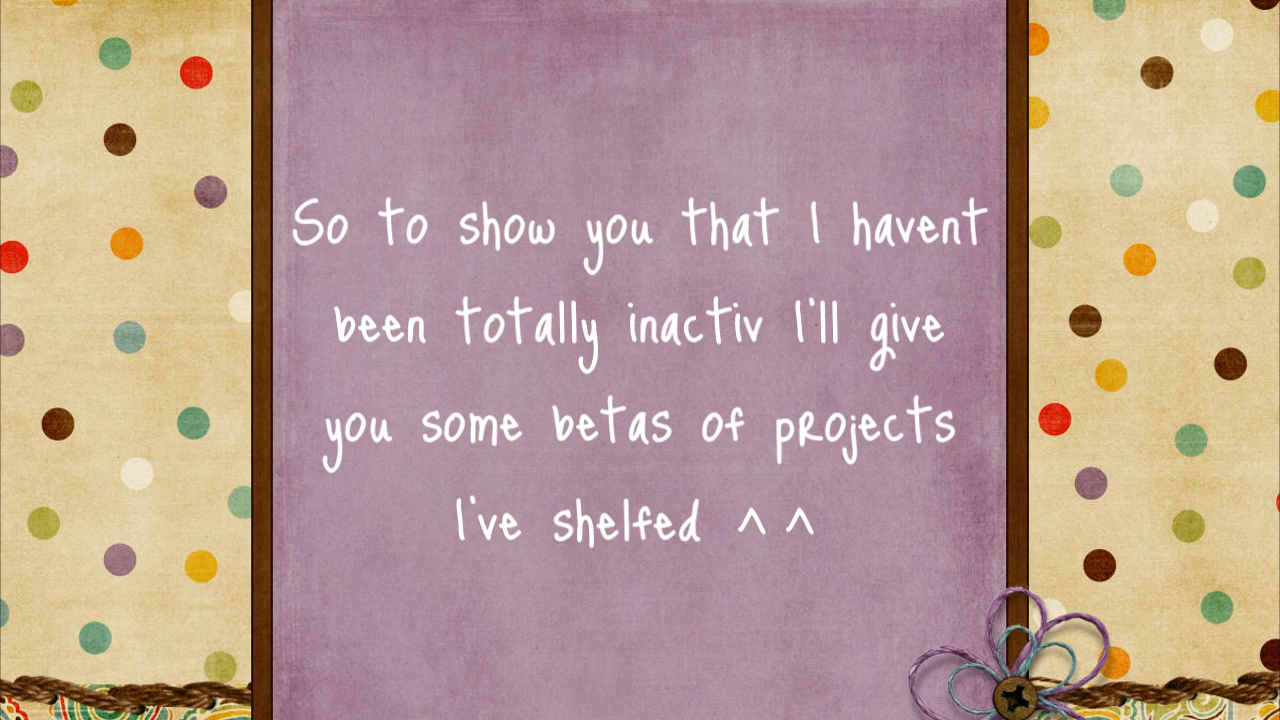 So to show you that I havent
been totally inactiv I'll give
you some betas of projects
I've shelfed ^ ^